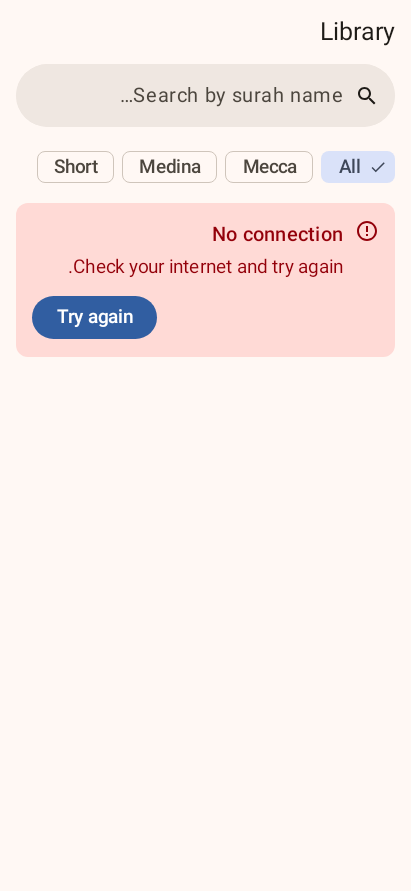 Library
Search by surah name…
All
Mecca
Medina
Short
No connection
Check your internet and try again.
Try again